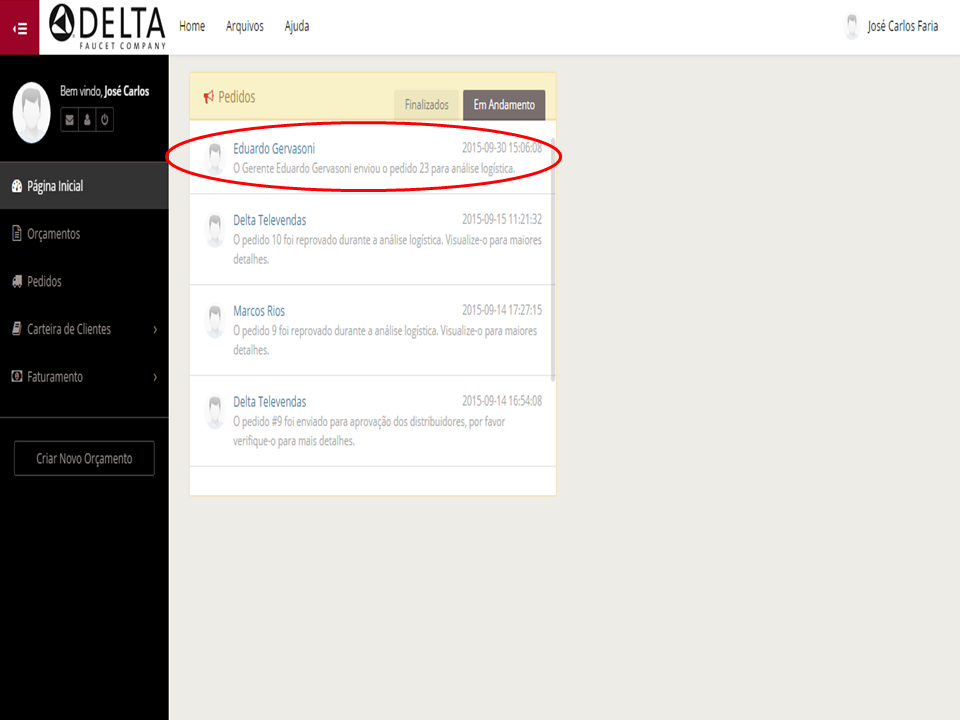 DELTA
FAUCET COMPANY
Home Arquivos Ajuda
José Carlos Faria
Bem vindo, José Carlos
Página Inicial
Orçamentos
Pedidos
Carteira de Clientes
Faturamento
Criar Novo Orçamento
Pedidos
Finalizados Em Andamento
Eduardo Gervasoni 2015-09-30 15:06:08
O Gerente Eduardo Gervasoni enviou o pedido 23 para análise logística.
Delta Televendas 2015-09-15 11:21:32
O pedido 10 foi reprovado durante a análise logística. Visualize-o para maiores
detalhes.
Marcos Rios 2015-09-14 17:27:15
O pedido 9 foi reprovado durante a análise logística. Visualize-o para maiores
detalhes.
Delta Televendas 2015-09-14 16:54:08
O pedido #9 foi enviado para aprovação dos distribuidores, por favor
verifique-o para mais detalhes.